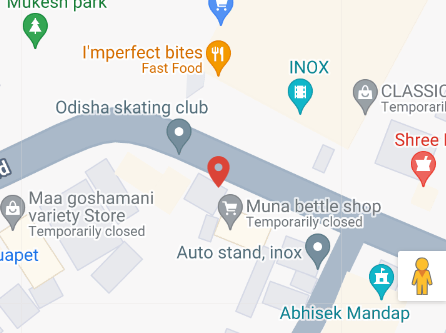 Mukesh park
I'mperfect bites
Fast Food
INOX
CLASSIC
Temporaril
Odisha skating club
Shree
d
Maa goshamani
variety Store
Temporarily closed
Muna bettle shop
Temporarily closed
uapet
Auto stand, inox
Abhisek Mandap